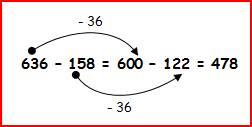 - 36
636 - 158 = 600 - 122 = 478
- 36